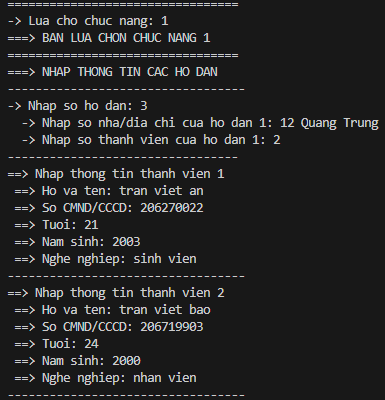 =================================
-> Lua cho chuc nang: 1
===> BAN LUA CHON CHUC NANG 1
=================================
===> NHAP THONG TIN CAC HO DAN
----------------------------------
-> Nhap so ho dan: 3
-> Nhap so nha/dia chi cua ho dan 1: 12 Quang Trung
-> Nhap so thanh vien cua ho dan 1: 2
---------------------------------
==> Nhap thong tin thanh vien 1
==> Ho va ten: tran viet an
==> So CMND/CCCD: 206270022
==> Tuoi: 21
==> Nam sinh: 2003
==> Nghe nghiep: sinh vien
----------------------------------
==> Nhap thong tin thanh vien 2
==> Ho va ten: tran viet bao
==> So CMND/CCCD: 206719903
==> Tuoi: 24
==> Nam sinh: 2000
==> Nghe nghiep: nhan vien
----------------------------------